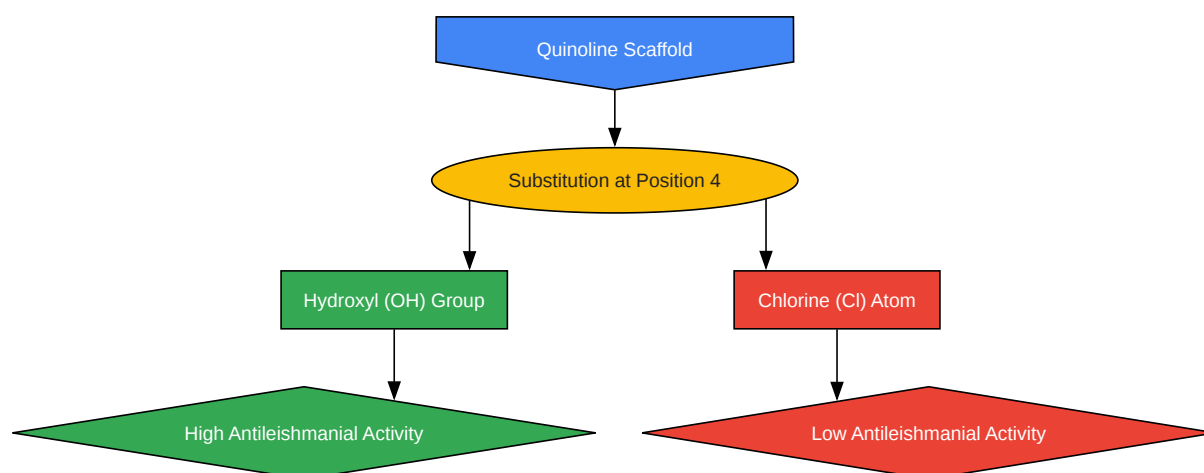 Quinoline Scaffold
Substitution at Position 4
Hydroxyl (OH) Group
Chlorine (Cl) Atom
High Antileishmanial Activity
Low Antileishmanial Activity